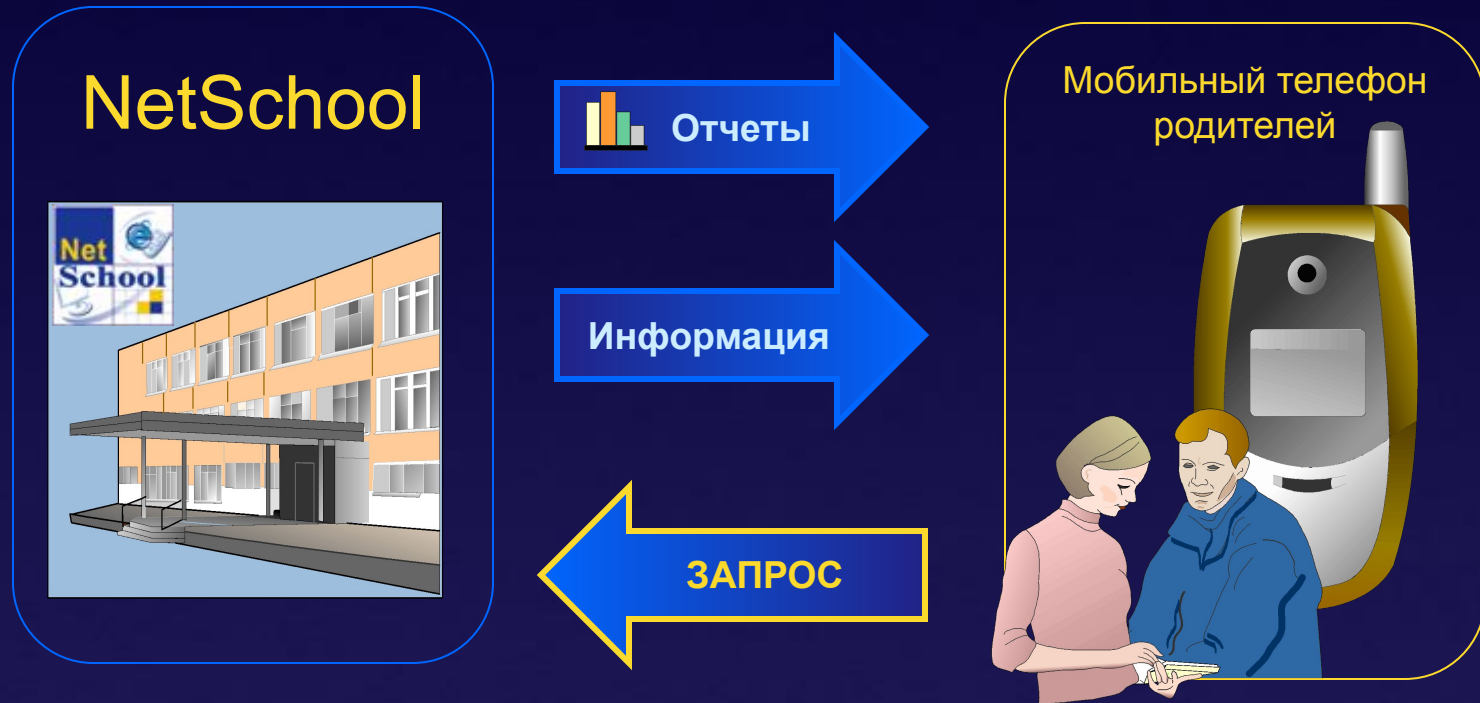 NetSchool
Net
School
Отчеты
Информация
ЗАПРОС
Мобильный телефон
родителей